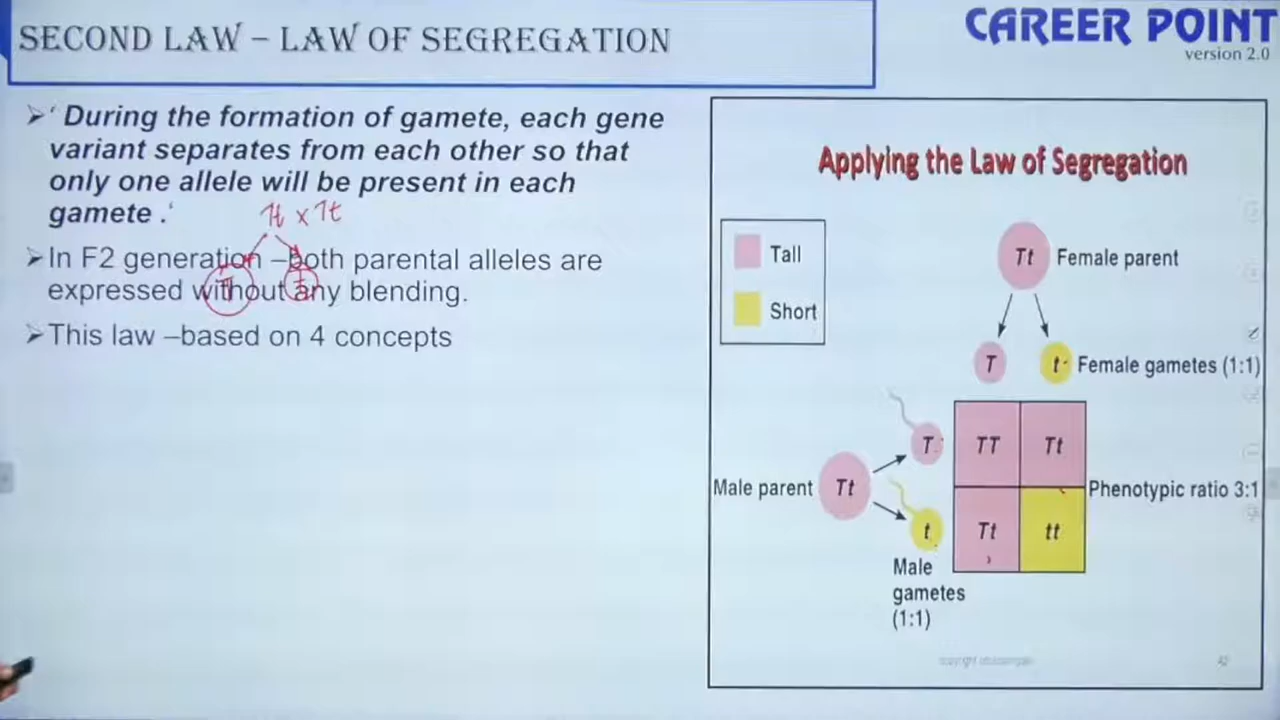 SECOND LAW – LAW OF SEGREGATION
CAREER POINT
version 2.0
➢‘ During the formation of gamete, each gene
variant separates from each other so that
only one allele will be present in each
gamete .‘
Tt x Tt
➢In F2 generation –both parental alleles are
expressed without any blending.
➢This law –based on 4 concepts
Applying the Law of Segregation
Tall
Short
Tt Female parent
T t Female gametes (1:1)
T TT Tt
Male parent Tt Phenotypic ratio 3:1
t Tt tt
Male
gametes
(1:1)
copyright